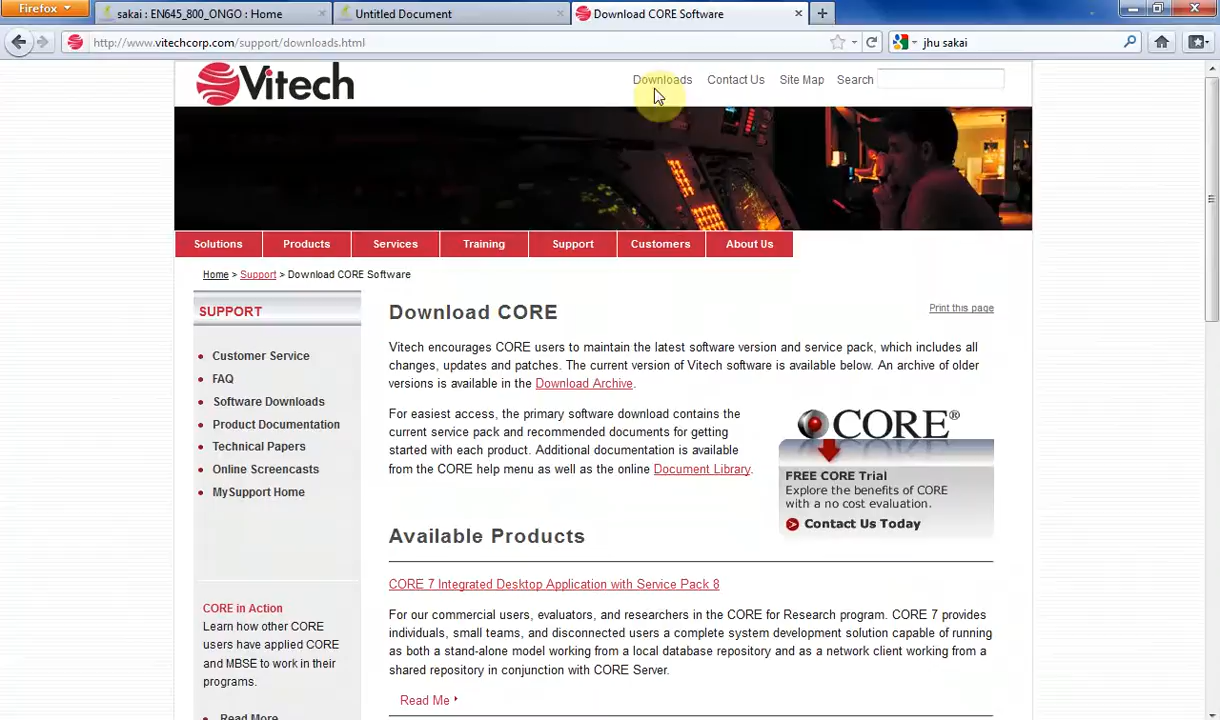 Firefox
sakai : EN645_800_ONGO : Home
Untitled Document
Download CORE Software
http://www.vitechcorp.com/support/downloads.html
jhu sakai
Vitech
Downloads
Contact Us
Site Map
Search
Solutions
Products
Services
Training
Support
Customers
About Us
Home > Support > Download CORE Software
SUPPORT
Customer Service
FAQ
Software Downloads
Product Documentation
Technical Papers
Online Screencasts
MySupport Home
CORE in Action
Learn how other CORE
users have applied CORE
and MBSE to work in their
programs.
Read More
Download CORE
Print this page
Vitech encourages CORE users to maintain the latest software version and service pack, which includes all
changes, updates and patches. The current version of Vitech software is available below. An archive of older
versions is available in the Download Archive.
For easiest access, the primary software download contains the
current service pack and recommended documents for getting
started with each product. Additional documentation is available
from the CORE help menu as well as the online Document Library.
CORE®
FREE CORE Trial
Explore the benefits of CORE
with a no cost evaluation.
Contact Us Today
Available Products
CORE 7 Integrated Desktop Application with Service Pack 8
For our commercial users, evaluators, and researchers in the CORE for Research program. CORE 7 provides
individuals, small teams, and disconnected users a complete system development solution capable of running
as both a stand-alone model working from a local database repository and as a network client working from a
shared repository in conjunction with CORE Server.
Read Me